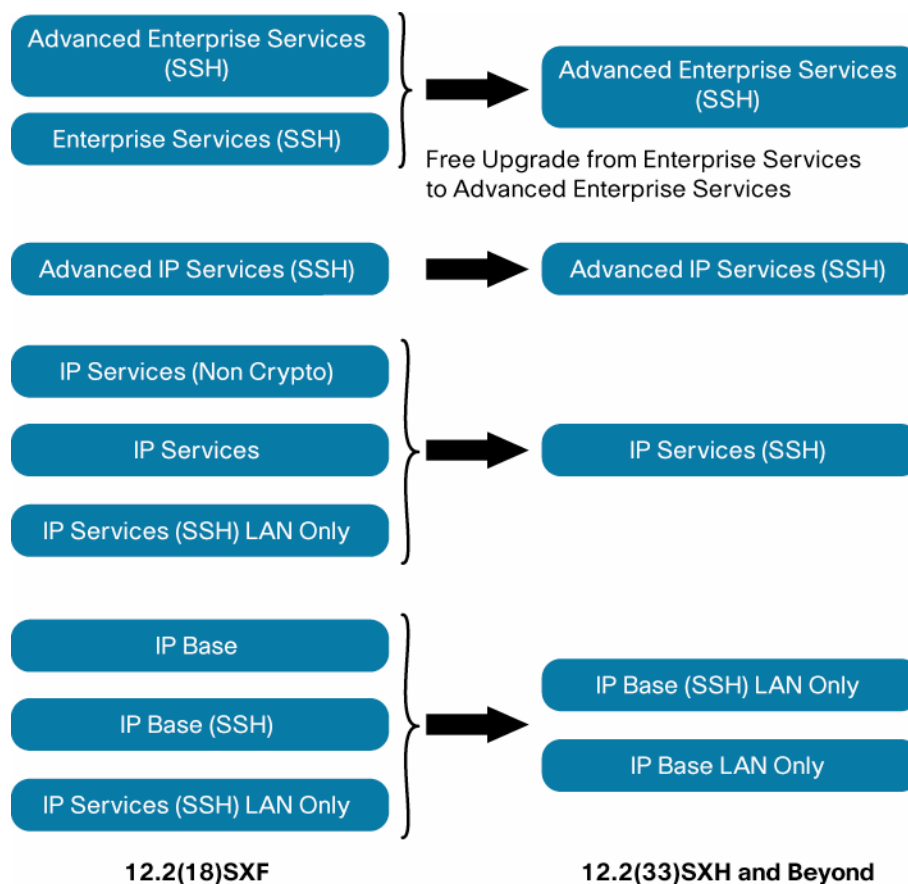 Advanced Enterprise Services
(SSH)
Enterprise Services (SSH)
Advanced Enterprise Services
(SSH)
Free Upgrade from Enterprise Services
to Advanced Enterprise Services
Advanced IP Services (SSH)
Advanced IP Services (SSH)
IP Services (Non Crypto)
IP Services
IP Services (SSH) LAN Only
IP Services (SSH)
IP Base
IP Base (SSH)
IP Services (SSH) LAN Only
IP Base (SSH) LAN Only
IP Base LAN Only
12.2(18)SXF
12.2(33)SXH and Beyond